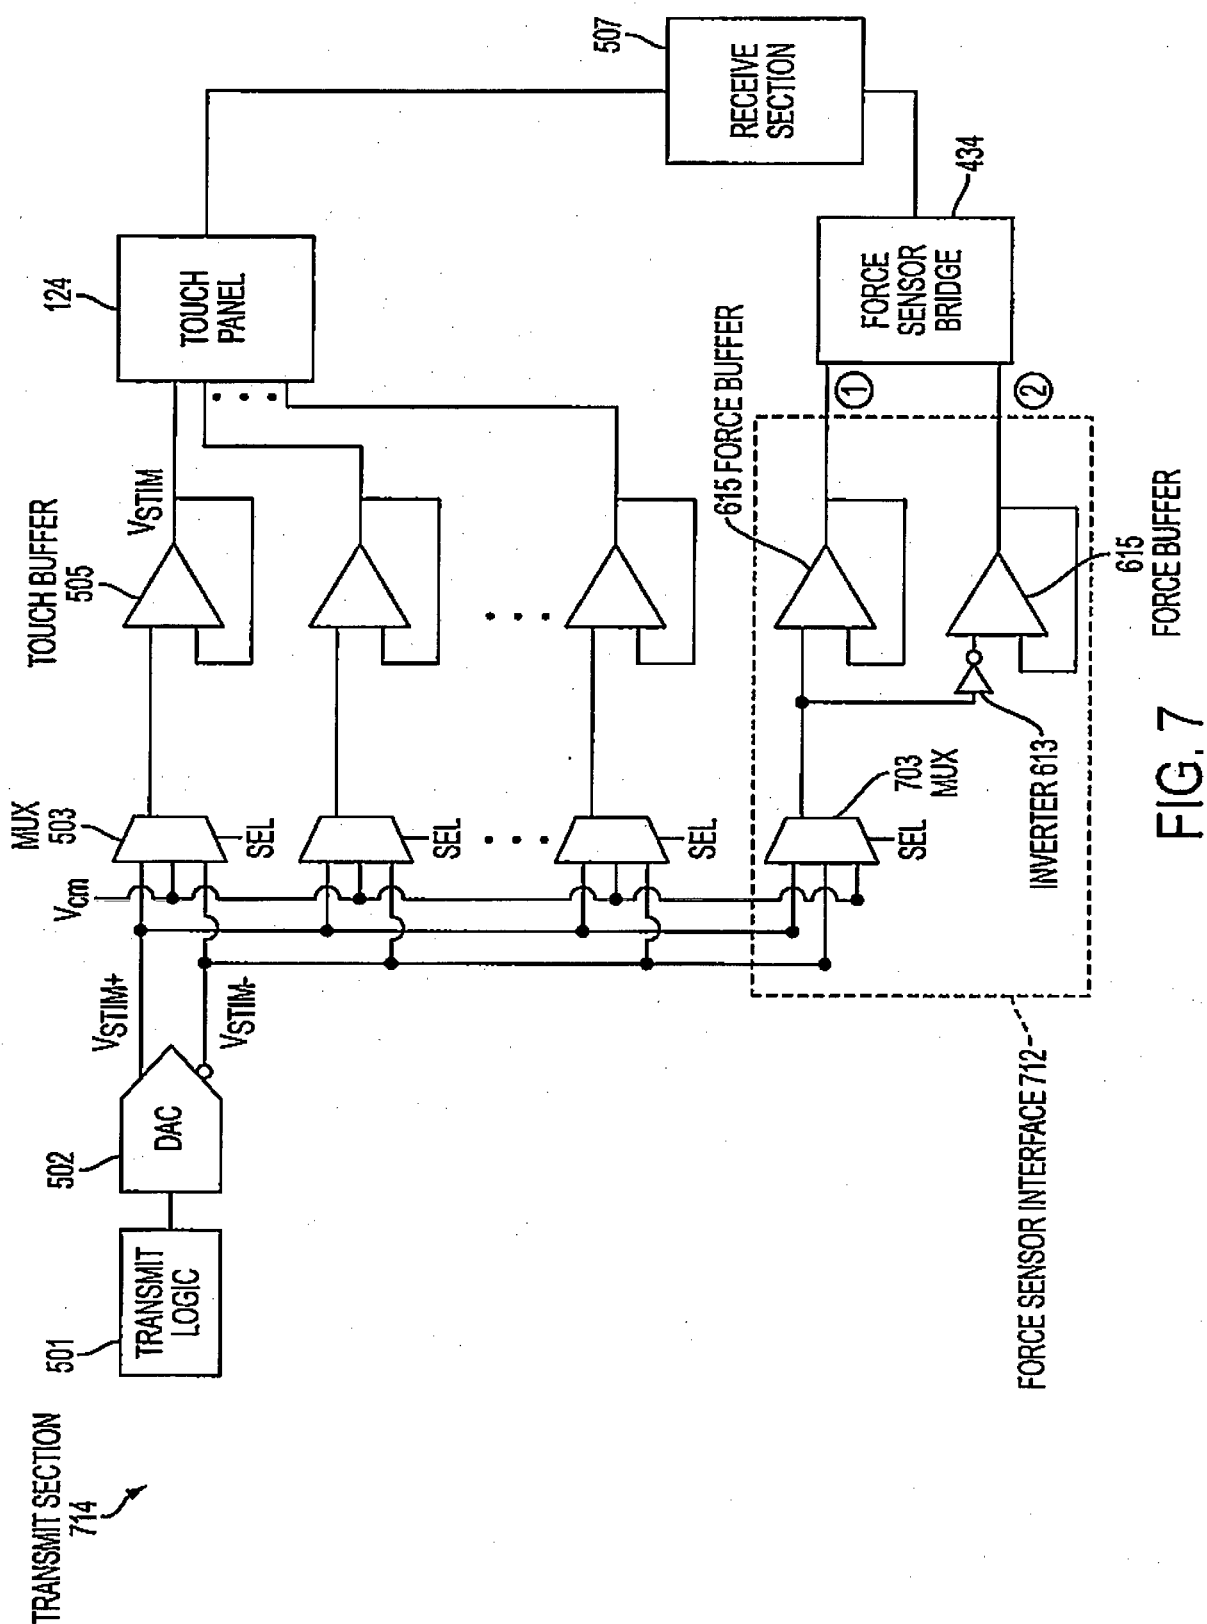 TRANSMIT SECTION
714
501
TRANSMIT
LOGIC
502
DAC
VSTIM+
VSTIM-
Vcm
MUX
503
SEL
SEL
SEL
SEL
703
MUX
TOUCH BUFFER
505
VSTIM
124
TOUCH
PANEL
507
RECEIVE
SECTION
615 FORCE BUFFER
1
2
FORCE
SENSOR
BRIDGE
434
INVERTER 613
615
FORCE BUFFER
FORCE SENSOR INTERFACE 712
FIG. 7